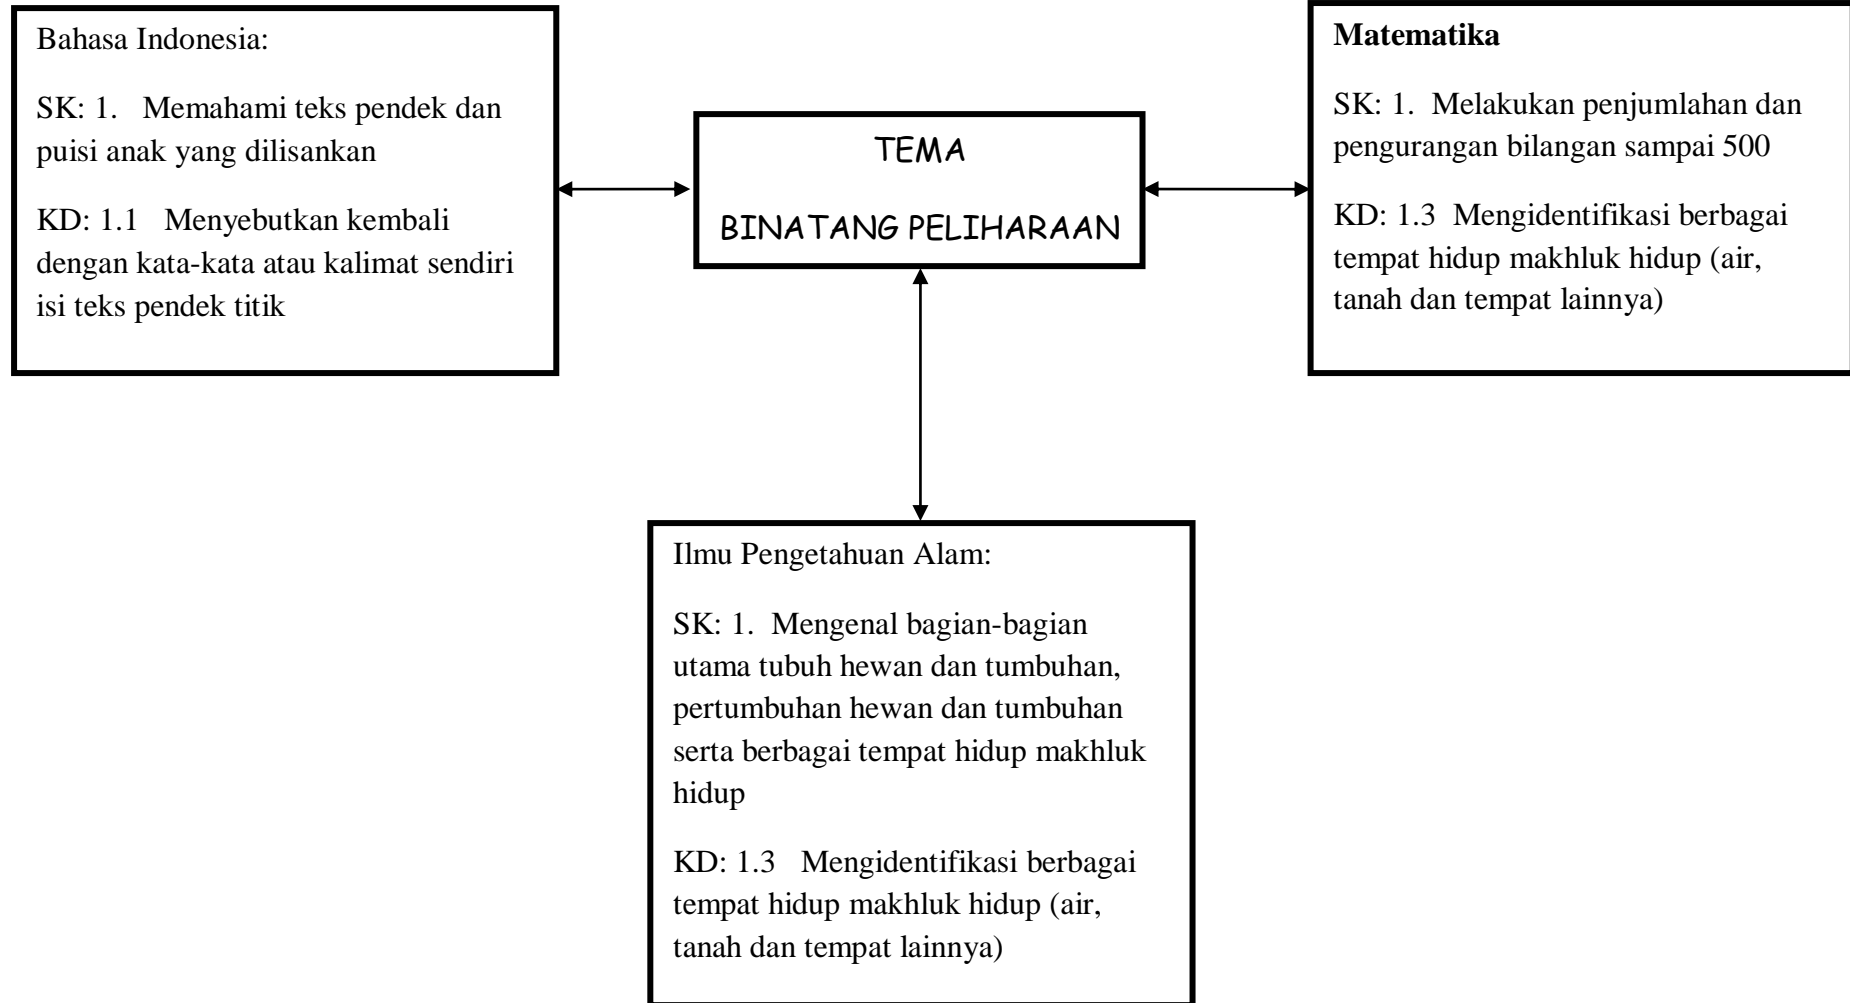 Bahasa Indonesia:
SK: 1. Memahami teks pendek dan
puisi anak yang dilisankan
KD: 1.1 Menyebutkan kembali
dengan kata-kata atau kalimat sendiri
isi teks pendek titik
TEMA
BINATANG PELIHARAAN
Matematika
SK: 1. Melakukan penjumlahan dan
pengurangan bilangan sampai 500
KD: 1.3 Mengidentifikasi berbagai
tempat hidup makhluk hidup (air,
tanah dan tempat lainnya)
Ilmu Pengetahuan Alam:
SK: 1. Mengenal bagian-bagian
utama tubuh hewan dan tumbuhan,
pertumbuhan hewan dan tumbuhan
serta berbagai tempat hidup makhluk
hidup
KD: 1.3 Mengidentifikasi berbagai
tempat hidup makhluk hidup (air,
tanah dan tempat lainnya)